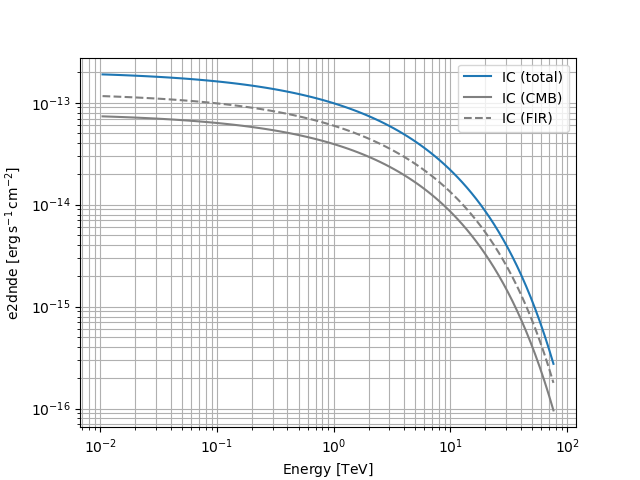 IC (total)
IC (CMB)
IC (FIR)
e2dnde [erg s⁻¹ cm⁻²]
10⁻¹³
10⁻¹⁴
10⁻¹⁵
10⁻¹⁶
10⁻² 10⁻¹ 10⁰ 10¹ 10²
Energy [TeV]